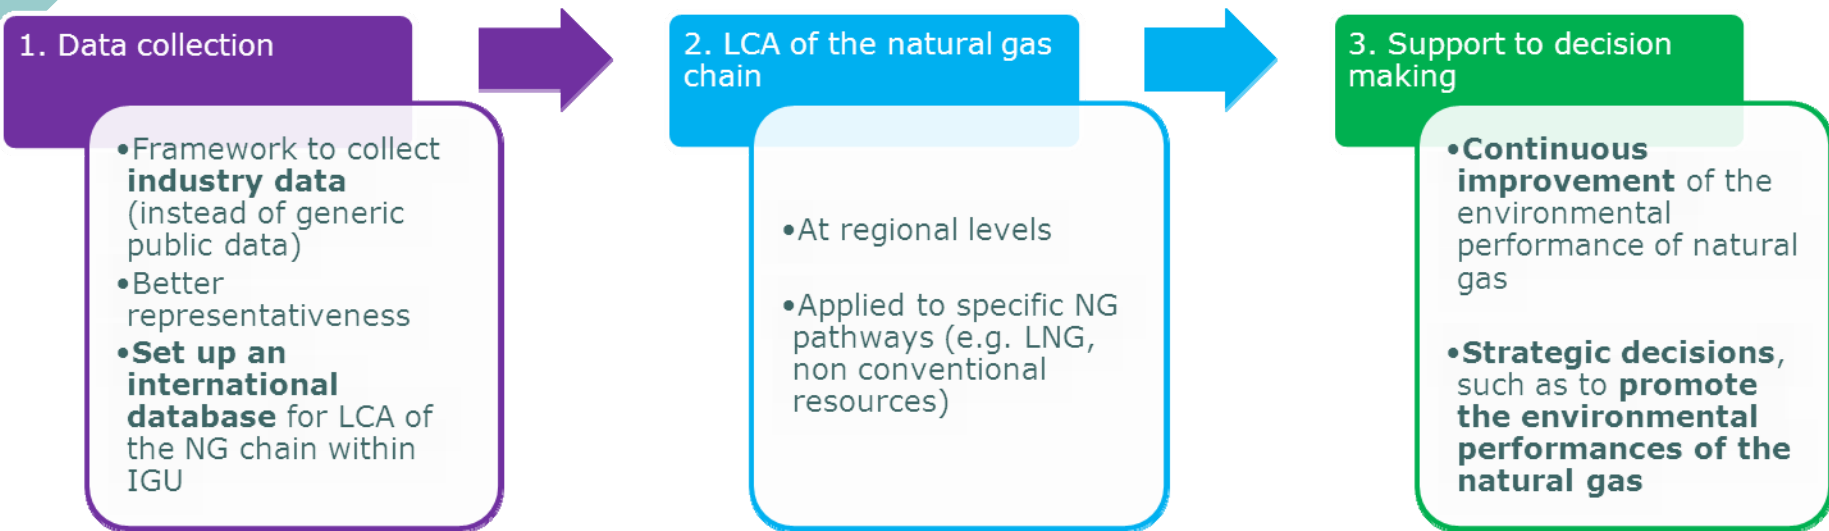 1. Data collection
•Framework to collect
industry data
(instead of generic
public data)
•Better
representativeness
•Set up an
international
database for LCA of
the NG chain within
IGU
2. LCA of the natural gas
chain
•At regional levels
•Applied to specific NG
pathways (e.g. LNG,
non conventional
resources)
3. Support to decision
making
•Continuous
improvement of the
environmental
performance of natural
gas
•Strategic decisions,
such as to promote
the environmental
performances of the
natural gas